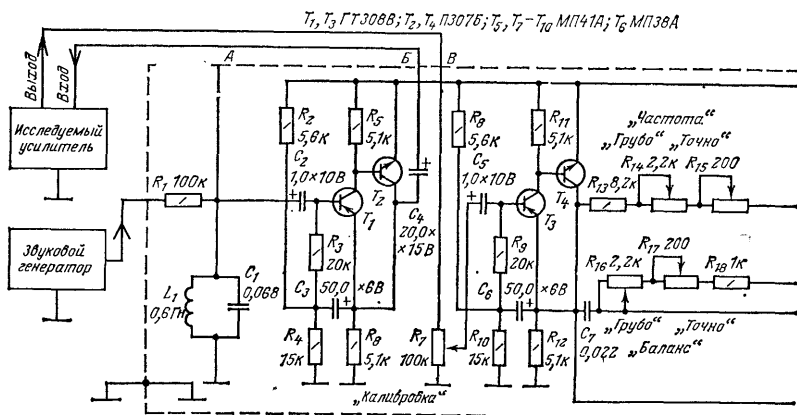 T₁, T₃ ГТ308В; T₂, T₄ П307Б; T₅, T₇–T₁₀ МП41А; T₆ МП38А
А Б В
Выход
Вход
Исследуемый
усилитель
Звуковой
генератор
R₁ 100к
L₁
0,6Гн
C₁
0,068
R₂
5,6к
C₂
1,0×10В
R₅
5,1к
T₂
T₁
C₄
20,0×
×15В
R₃
20к
C₃ 50,0 ×6В
R₄
15к
R₈
5,1к
R₇
100к
„Калибровка“
R₈
5,6к
C₅
1,0×10В
R₁₁
5,1к
T₄
T₃
R₉
20к
C₆ 50,0 ×6В
R₁₀
15к
R₁₂
5,1к
„Частота“
„Грубо“ „Точно“
R₁₄ 2,2к R₁₅ 200
R₁₃ 8,2к
R₁₇ 200
R₁₆ 2,2к
R₁₈ 1к
C₇
0,022
„Грубо“ „Точно“
„Баланс“